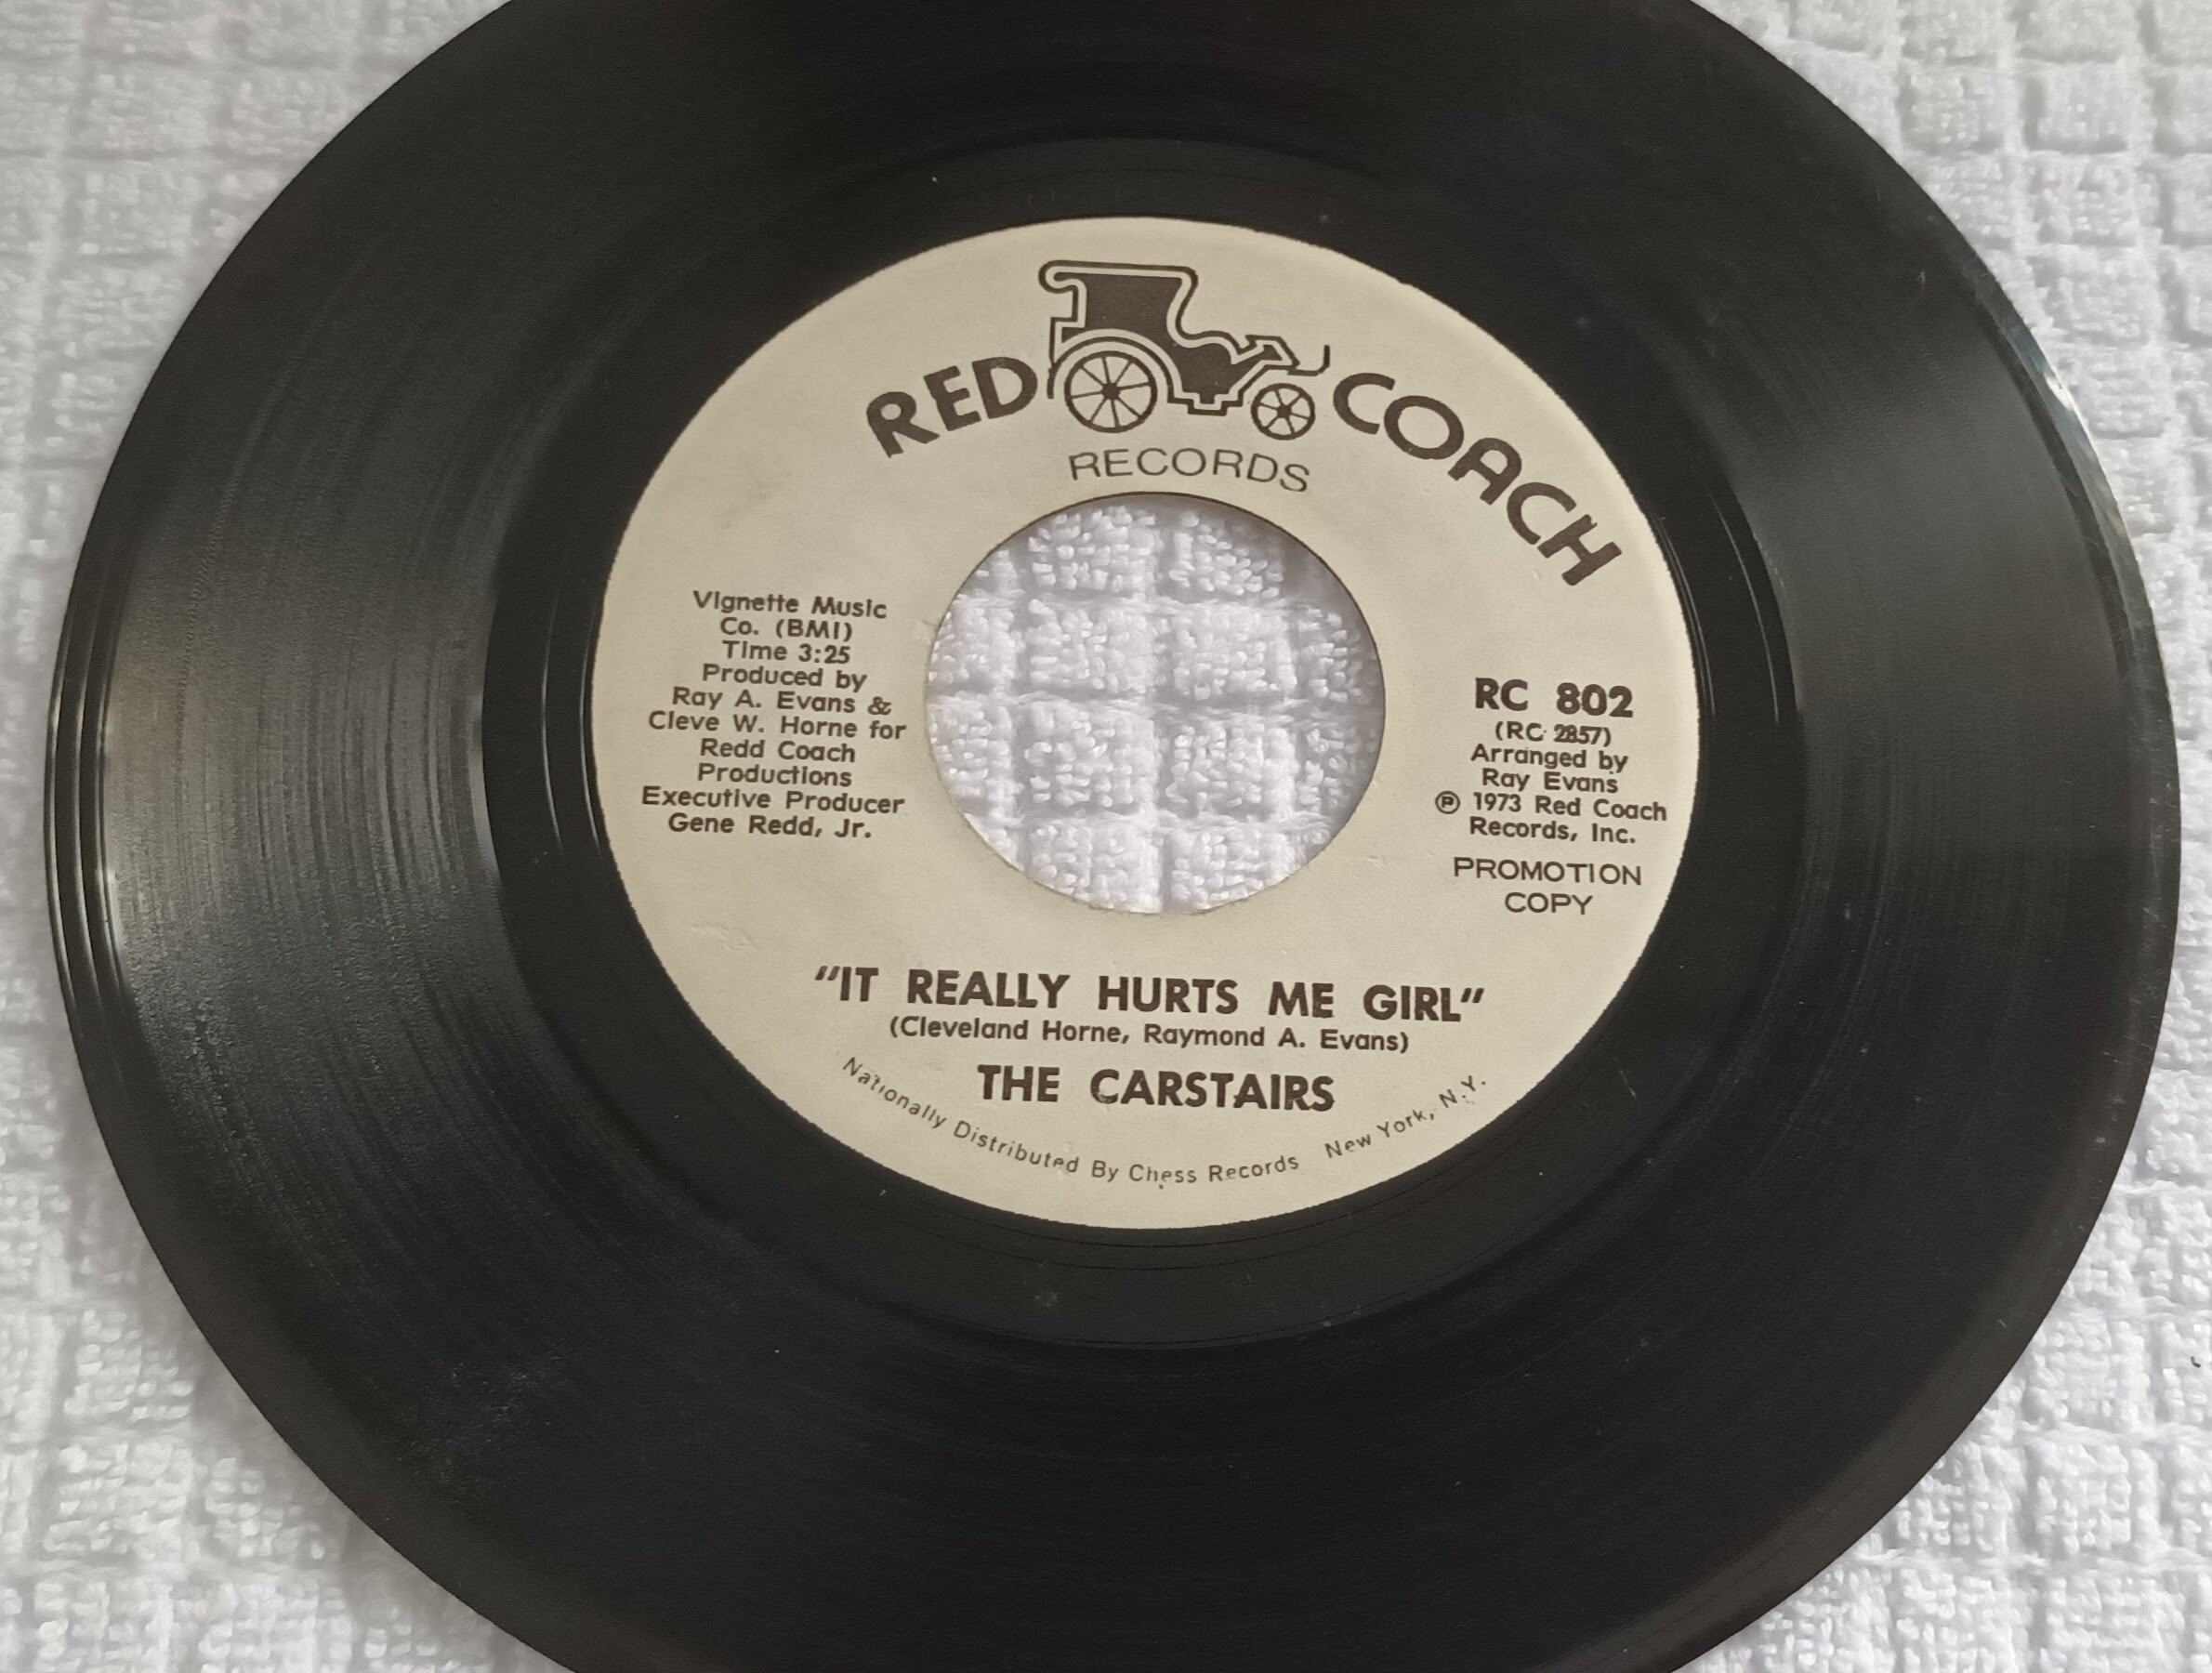 RED COACH
RECORDS
Vignette Music
Co. (BMI)
Time 3:25
Produced by
Ray A. Evans &
Cleve W. Horne for
Redd Coach
Productions
Executive Producer
Gene Redd, Jr.
RC 802
(RC 2857)
Arranged by
Ray Evans
℗ 1973 Red Coach
Records, Inc.
PROMOTION
COPY
"IT REALLY HURTS ME GIRL"
(Cleveland Horne, Raymond A. Evans)
THE CARSTAIRS
Nationally Distributed By Chess Records New York, N.Y.